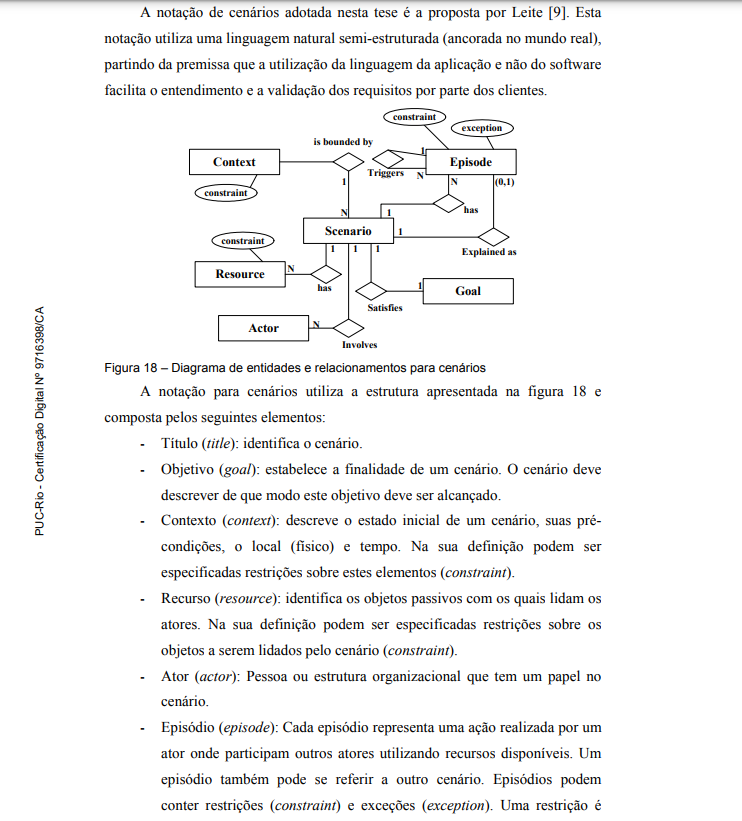 A notação de cenários adotada nesta tese é a proposta por Leite [9]. Esta
notação utiliza uma linguagem natural semi-estruturada (ancorada no mundo real),
partindo da premissa que a utilização da linguagem da aplicação e não do software
facilita o entendimento e a validação dos requisitos por parte dos clientes.
constraint
exception
is bounded by
Context
1
Episode
Triggers
N
N
(0,1)
constraint
1
1
has
N
Scenario
1
constraint
1
1
1
Explained as
Resource
N
has
1
Goal
Satisfies
Actor
N
Involves
Figura 18 – Diagrama de entidades e relacionamentos para cenários
A notação para cenários utiliza a estrutura apresentada na figura 18 e
composta pelos seguintes elementos:
- Título (title): identifica o cenário.
- Objetivo (goal): estabelece a finalidade de um cenário. O cenário deve
descrever de que modo este objetivo deve ser alcançado.
- Contexto (context): descreve o estado inicial de um cenário, suas pré-
condições, o local (físico) e tempo. Na sua definição podem ser
especificadas restrições sobre estes elementos (constraint).
- Recurso (resource): identifica os objetos passivos com os quais lidam os
atores. Na sua definição podem ser especificadas restrições sobre os
objetos a serem lidados pelo cenário (constraint).
- Ator (actor): Pessoa ou estrutura organizacional que tem um papel no
cenário.
- Episódio (episode): Cada episódio representa uma ação realizada por um
ator onde participam outros atores utilizando recursos disponíveis. Um
episódio também pode se referir a outro cenário. Episódios podem
conter restrições (constraint) e exceções (exception). Uma restrição é
PUC-Rio - Certificação Digital Nº 9716398/CA